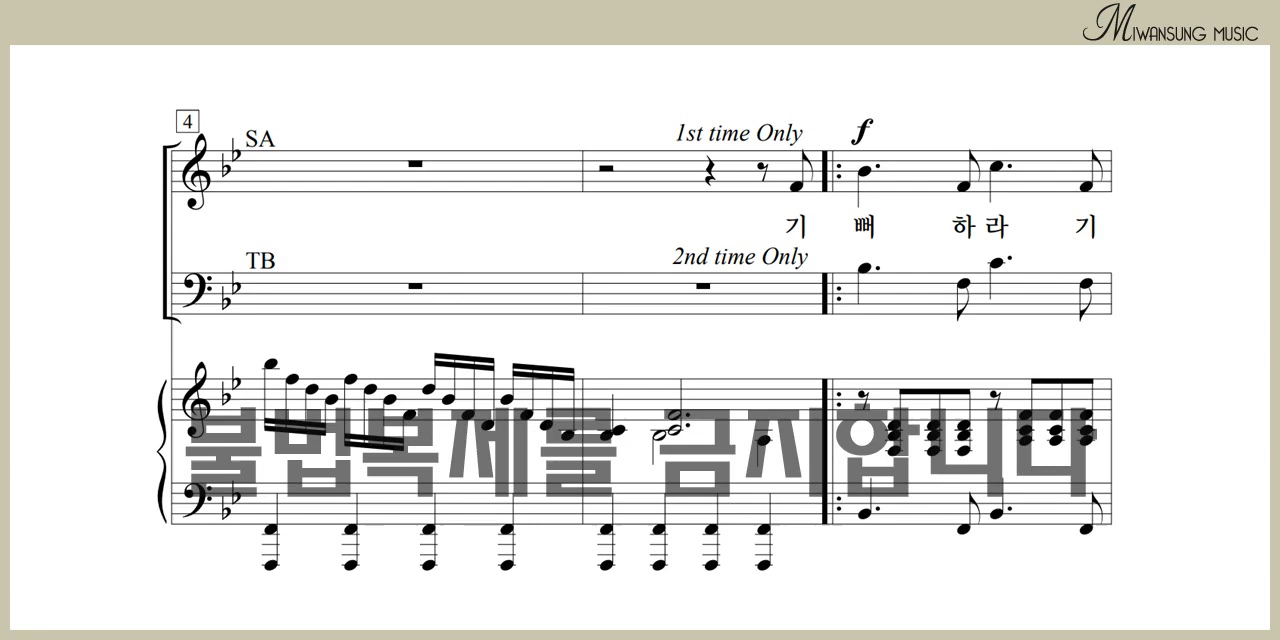 MIWANSUNG MUSIC
4
SA
1st time Only
f
기 뻐 하 라 기
TB
2nd time Only
불법복제를 금지합니다